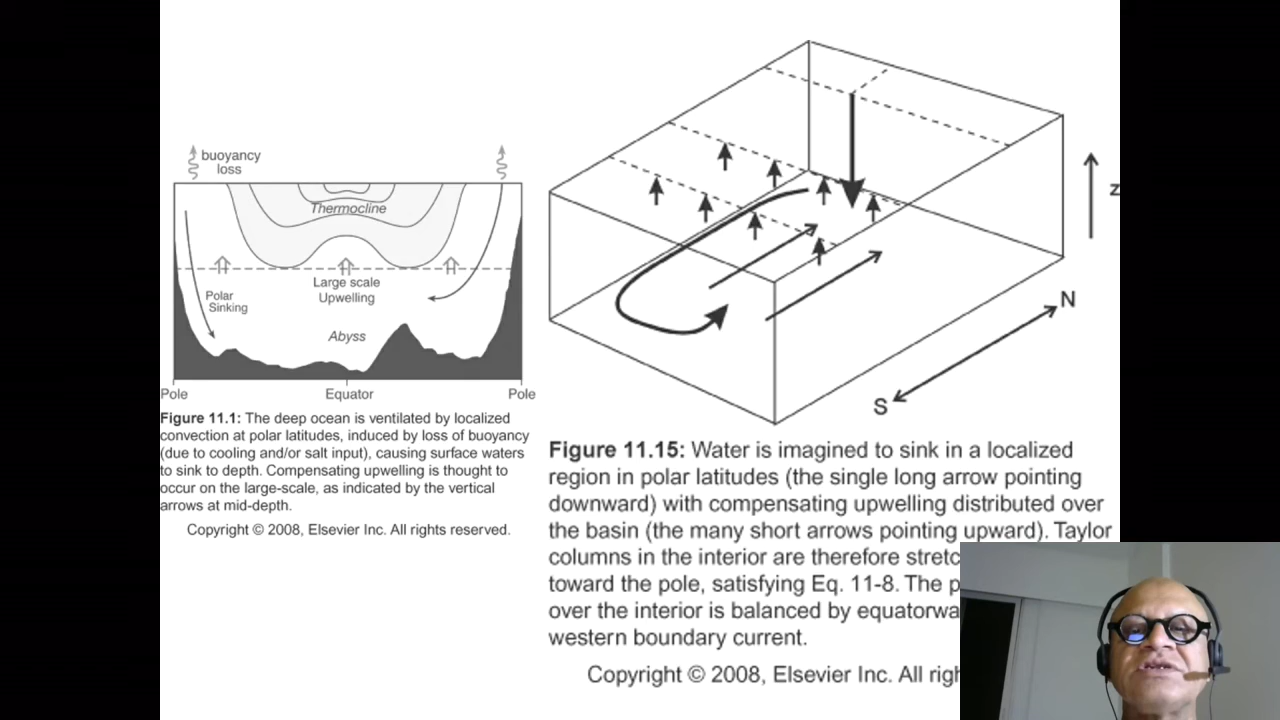 buoyancy
loss
Thermocline
Large scale
Upwelling
Polar
Sinking
Abyss
Pole
Equator
Pole
Figure 11.1: The deep ocean is ventilated by localized
convection at polar latitudes, induced by loss of buoyancy
(due to cooling and/or salt input), causing surface waters
to sink to depth. Compensating upwelling is thought to
occur on the large-scale, as indicated by the vertical
arrows at mid-depth.
Copyright © 2008, Elsevier Inc. All rights reserved.
z
N
S
Figure 11.15: Water is imagined to sink in a localized
region in polar latitudes (the single long arrow pointing
downward) with compensating upwelling distributed over
the basin (the many short arrows pointing upward). Taylor
columns in the interior are therefore
toward the pole, satisfying Eq. 11-8. The
over the interior is balanced by
western boundary current.
Copyright © 2008, Elsevier Inc. All